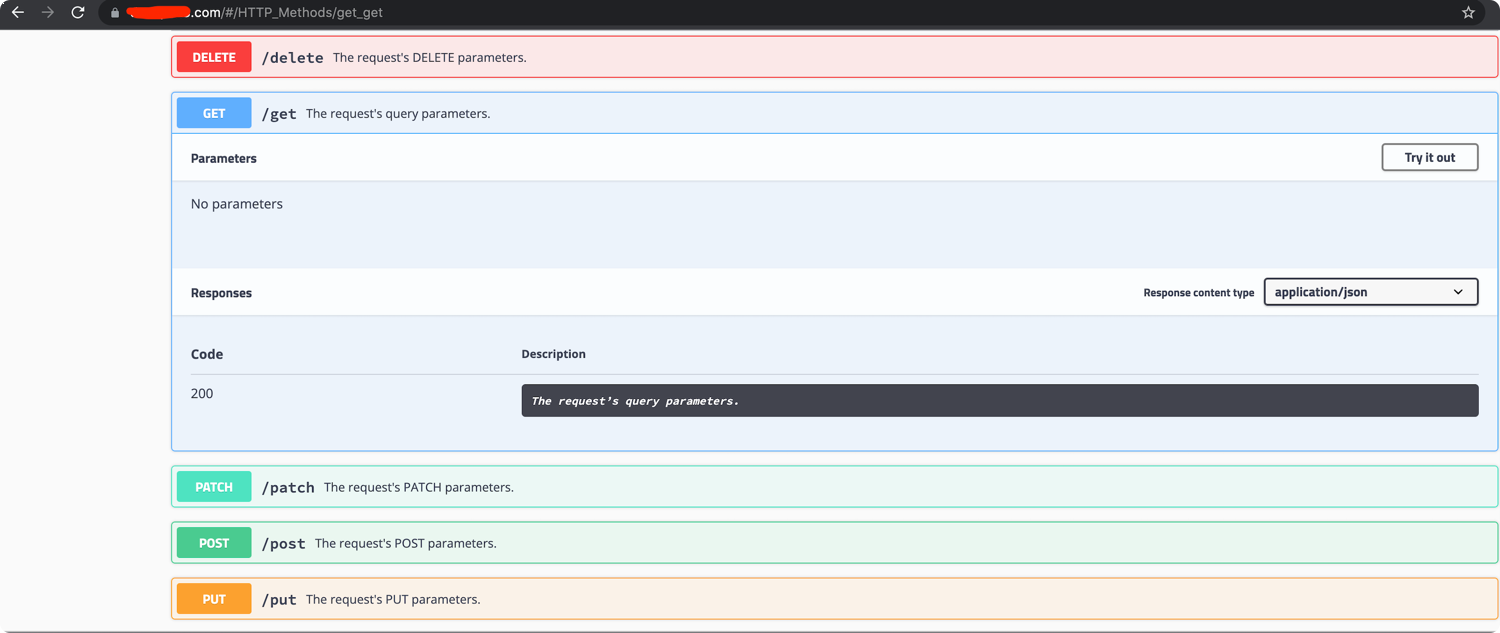 .com/#/HTTP_Methods/get_get
DELETE /delete The request's DELETE parameters.
GET /get The request's query parameters.
Parameters Try it out
No parameters
Responses Response content type application/json
Code Description
200 The request's query parameters.
PATCH /patch The request's PATCH parameters.
POST /post The request's POST parameters.
PUT /put The request's PUT parameters.